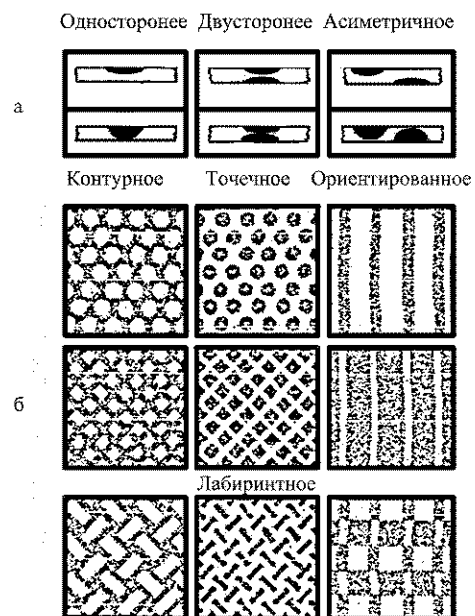 Одностороннее Двустороннее Асиметричное
а
Контурное Точечное Ориентированное
б
Лабиринтное